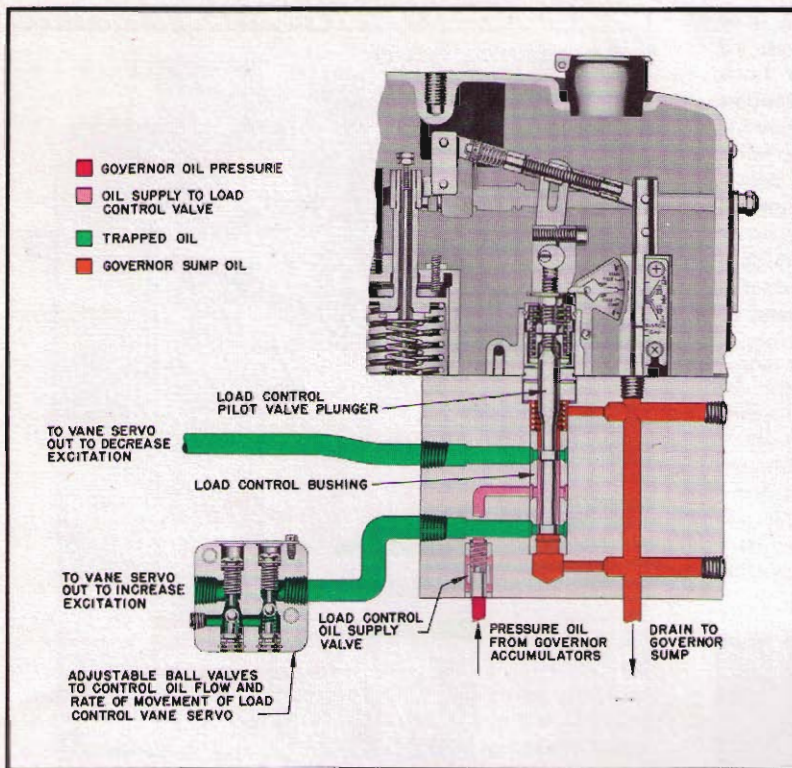 GOVERNOR OIL PRESSURE
OIL SUPPLY TO LOAD
CONTROL VALVE
TRAPPED OIL
GOVERNOR SUMP OIL
LOAD CONTROL
PILOT VALVE PLUNGER
TO VANE SERVO
OUT TO DECREASE
EXCITATION
LOAD CONTROL BUSHING
TO VANE SERVO
OUT TO INCREASE
EXCITATION
LOAD CONTROL
OIL SUPPLY
VALVE
PRESSURE OIL
FROM GOVERNOR
ACCUMULATORS
DRAIN TO
GOVERNOR
SUMP
ADJUSTABLE BALL VALVES
TO CONTROL OIL FLOW AND
RATE OF MOVEMENT OF LOAD
CONTROL VANE SERVO